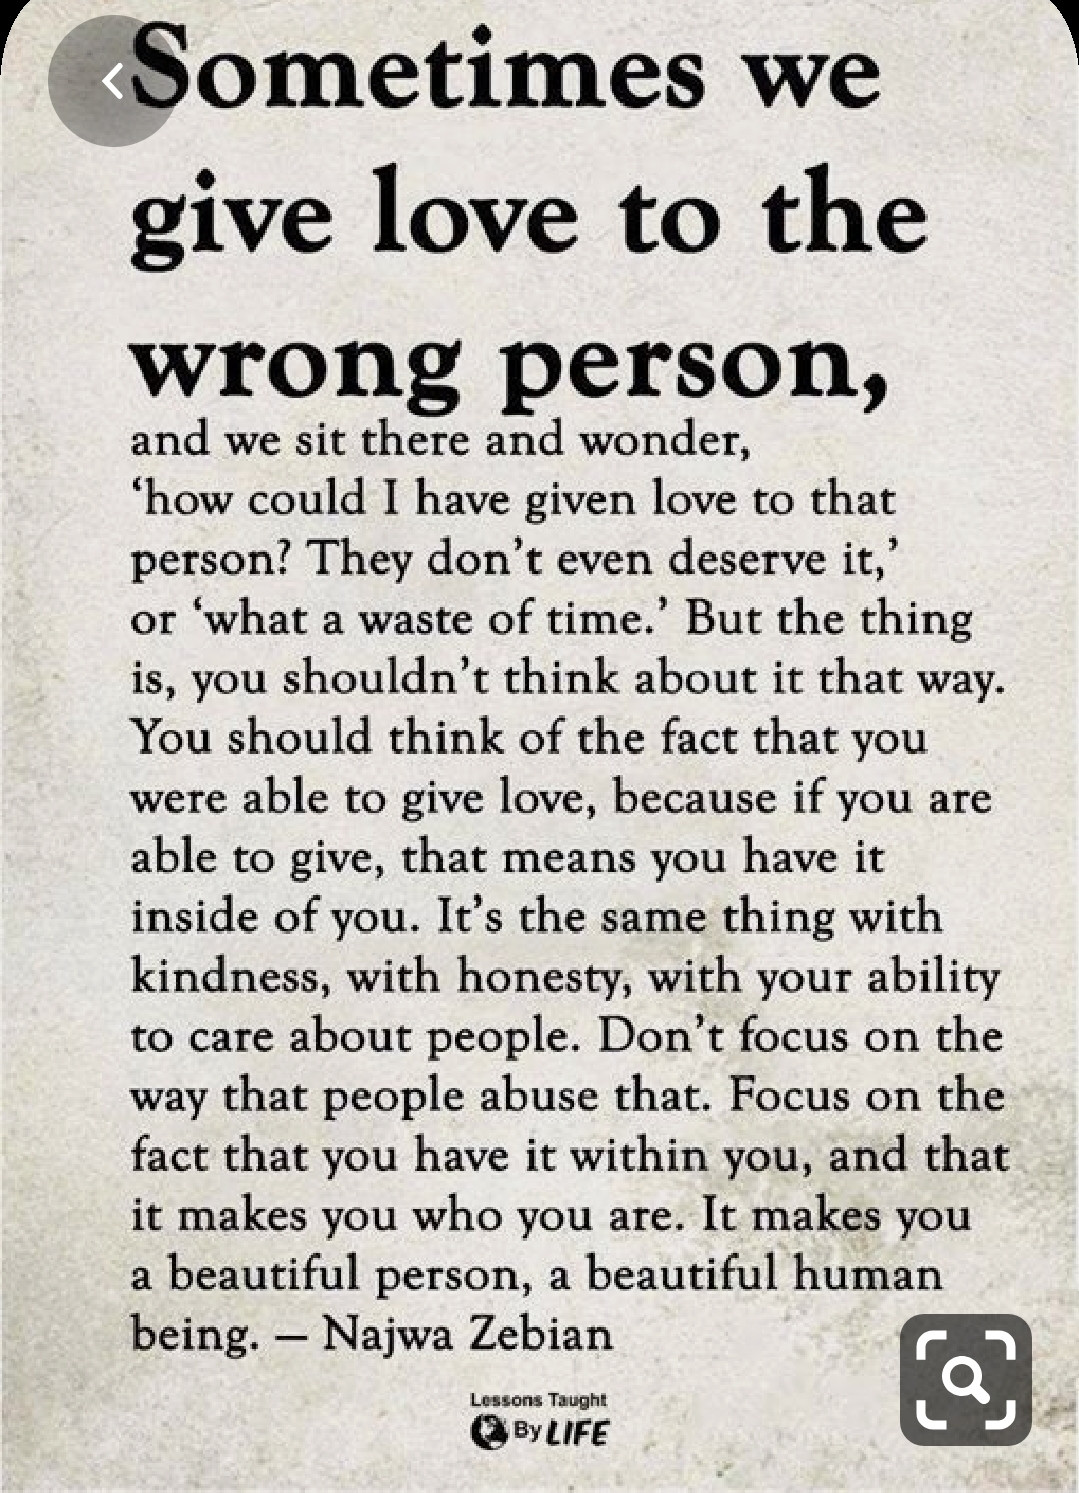 Sometimes we
give love to the
wrong person,
and we sit there and wonder,
‘how could I have given love to that
person? They don’t even deserve it,’
or ‘what a waste of time.’ But the thing
is, you shouldn’t think about it that way.
You should think of the fact that you
were able to give love, because if you are
able to give, that means you have it
inside of you. It’s the same thing with
kindness, with honesty, with your ability
to care about people. Don’t focus on the
way that people abuse that. Focus on the
fact that you have it within you, and that
it makes you who you are. It makes you
a beautiful person, a beautiful human
being. — Najwa Zebian
Lessons Taught
By LIFE